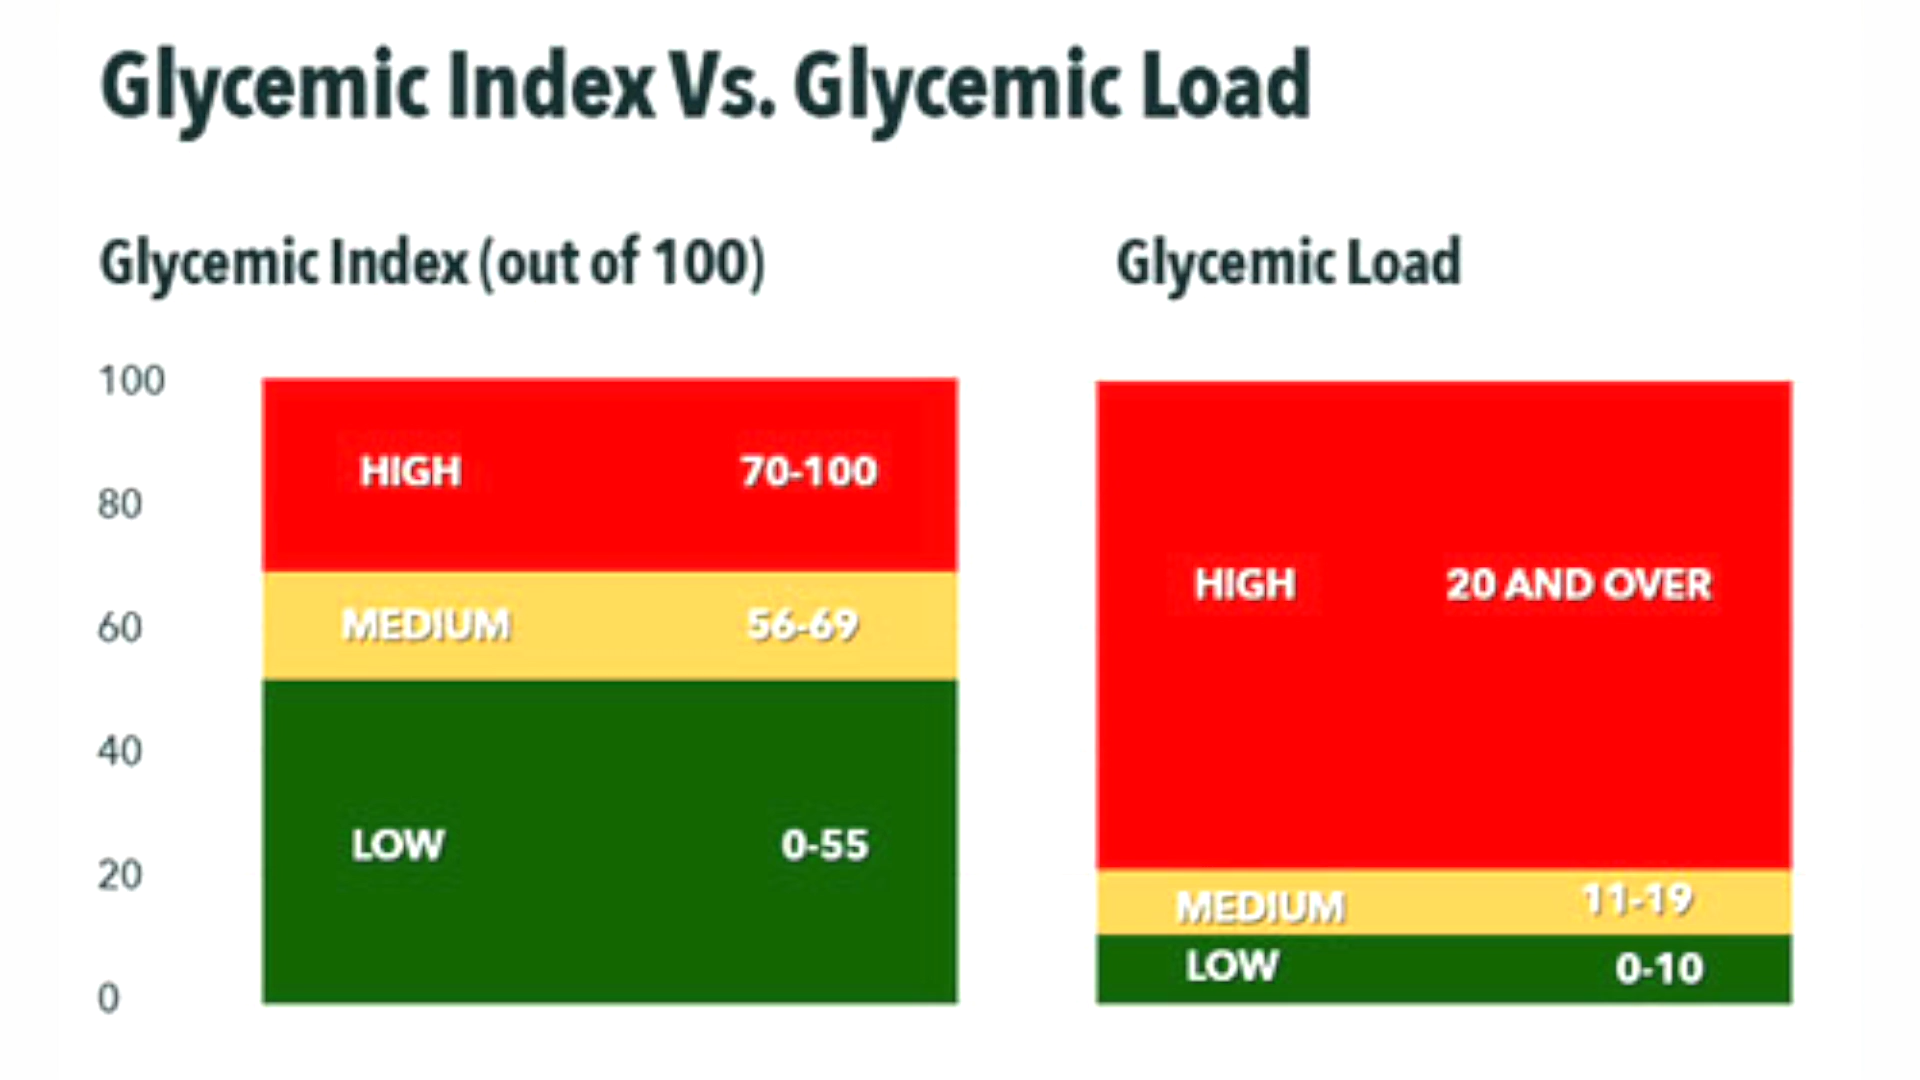 Glycemic Index Vs. Glycemic Load
Glycemic Index (out of 100)
100
80
60
40
20
0
HIGH 70-100
MEDIUM 56-69
LOW 0-55
Glycemic Load
HIGH 20 AND OVER
MEDIUM 11-19
LOW 0-10